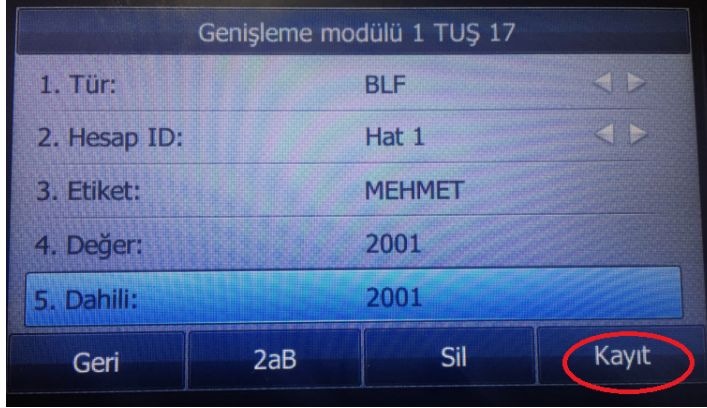 Genişleme modülü 1 TUŞ 17
1. Tür: BLF
2. Hesap ID: Hat 1
3. Etiket: MEHMET
4. Değer: 2001
5. Dahili: 2001
Geri 2aB Sil Kayıt